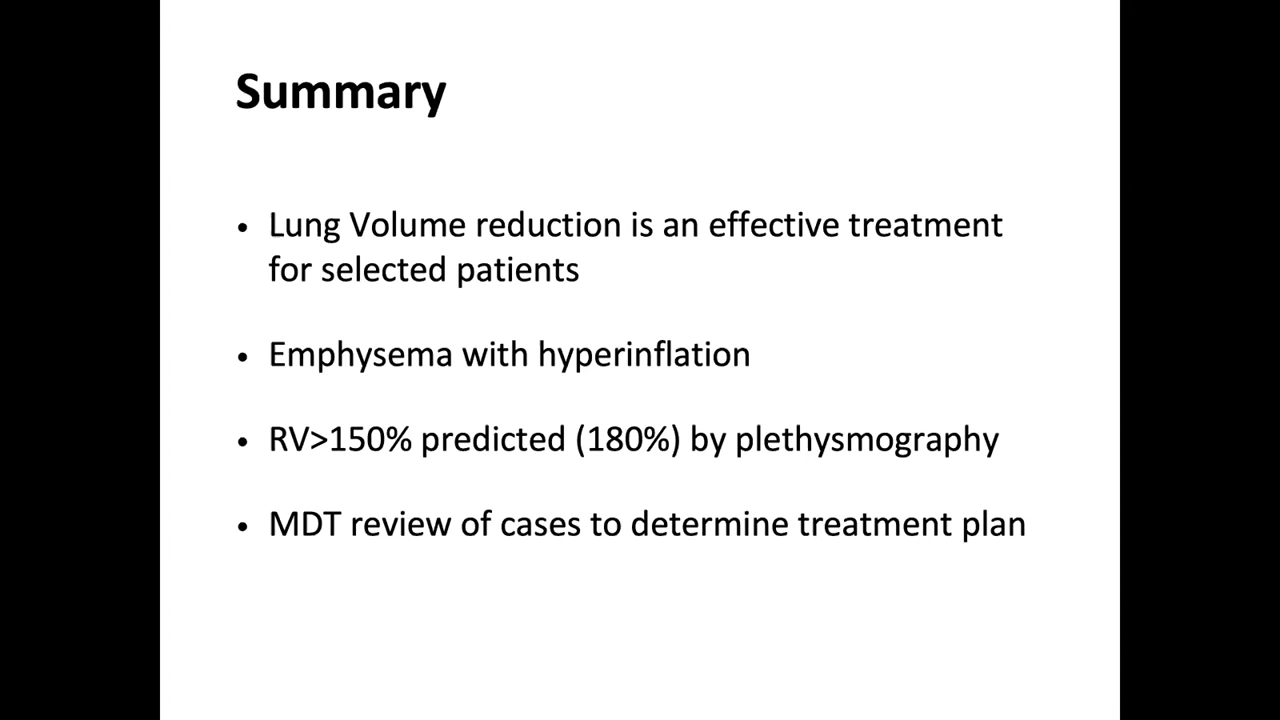 Summary
• Lung Volume reduction is an effective treatment
for selected patients
• Emphysema with hyperinflation
• RV>150% predicted (180%) by plethysmography
• MDT review of cases to determine treatment plan